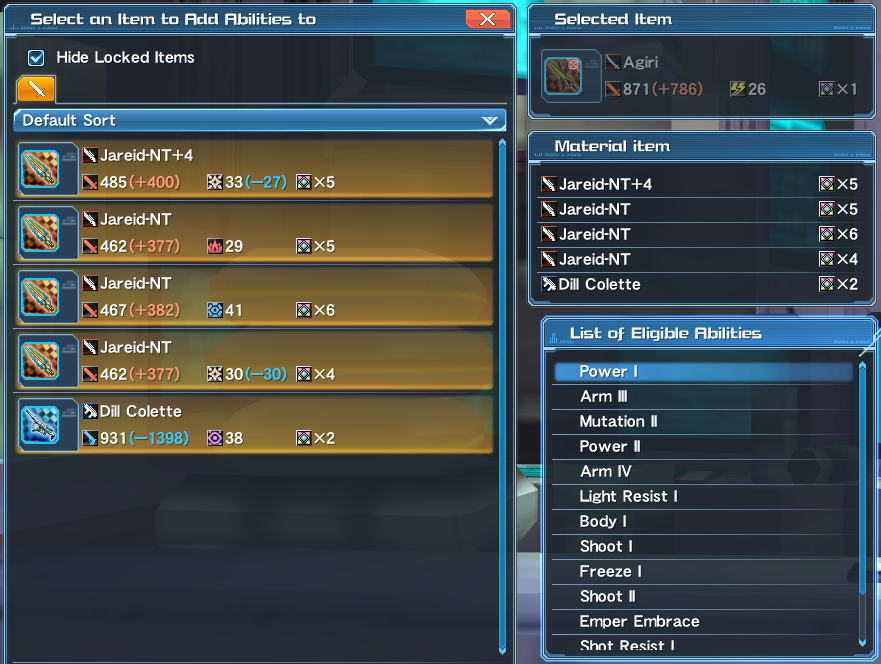 Select an Item to Add Abilities to
Hide Locked Items
Default Sort
Jareid-NT+4
485(+400) 33(-27) ×5
Jareid-NT
462(+377) 29 ×5
Jareid-NT
467(+382) 41 ×6
Jareid-NT
462(+377) 30(-30) ×4
Dill Colette
931(-1398) 38 ×2
Selected Item
Agiri
871(+786) 26 ×1
Material item
Jareid-NT+4 ×5
Jareid-NT ×5
Jareid-NT ×6
Jareid-NT ×4
Dill Colette ×2
List of Eligible Abilities
Power I
Arm III
Mutation II
Power II
Arm IV
Light Resist I
Body I
Shoot I
Freeze I
Shoot II
Emper Embrace
Shot Resist I